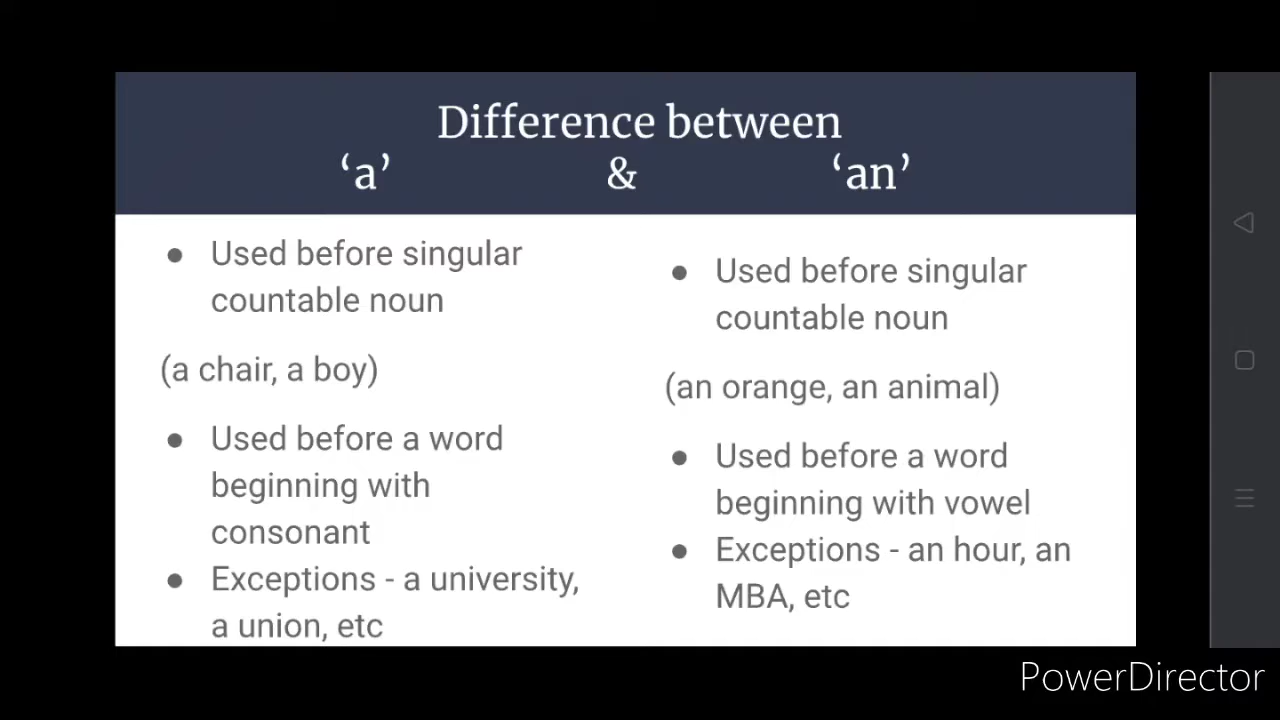 Difference between
‘a’ & ‘an’
● Used before singular
countable noun
(a chair, a boy)
● Used before a word
beginning with
consonant
● Exceptions - a university,
a union, etc
● Used before singular
countable noun
(an orange, an animal)
● Used before a word
beginning with vowel
● Exceptions - an hour, an
MBA, etc
PowerDirector